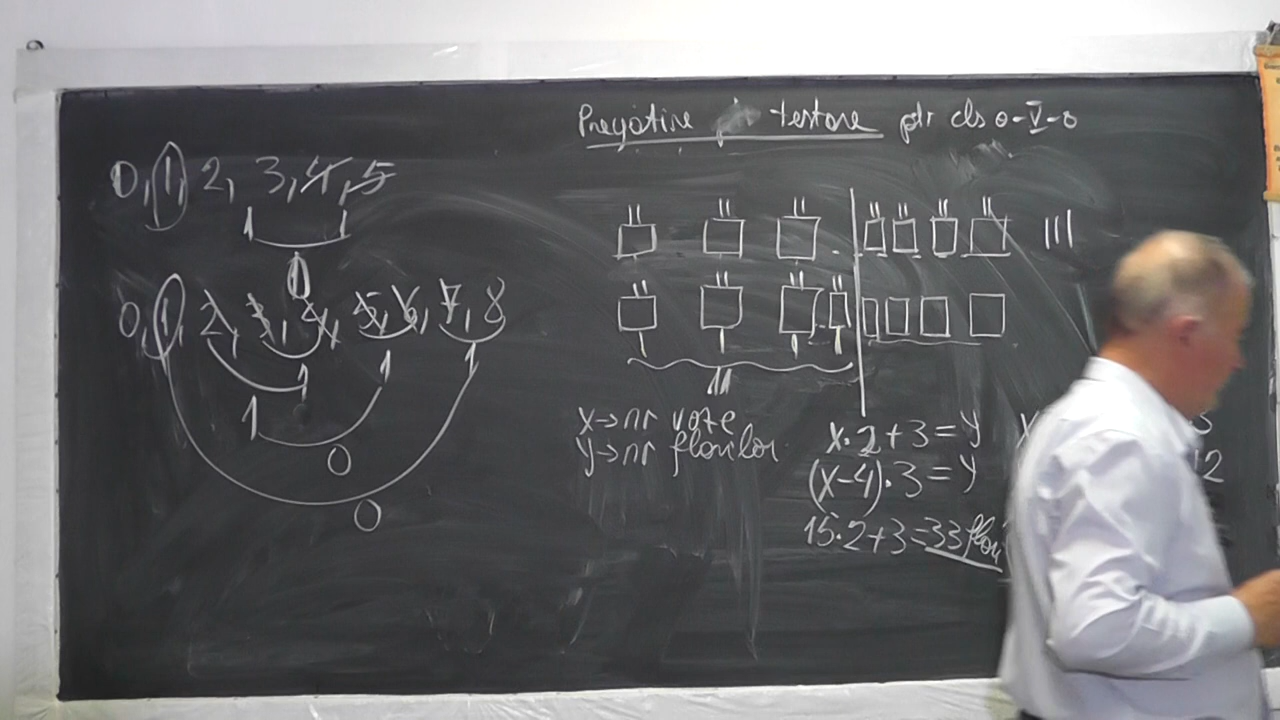 Pregătire testare ptr cls a-V-a
0, 1, 2, 3, 4, 5
1 1
0
0, 1, 2, 3, 4, 5, 6, 7, 8
1 1 1
1
0
0
x→nr vaze
y→nr florilor
x·2+3=y
(x-4)·3=y
15·2+3=33 flori